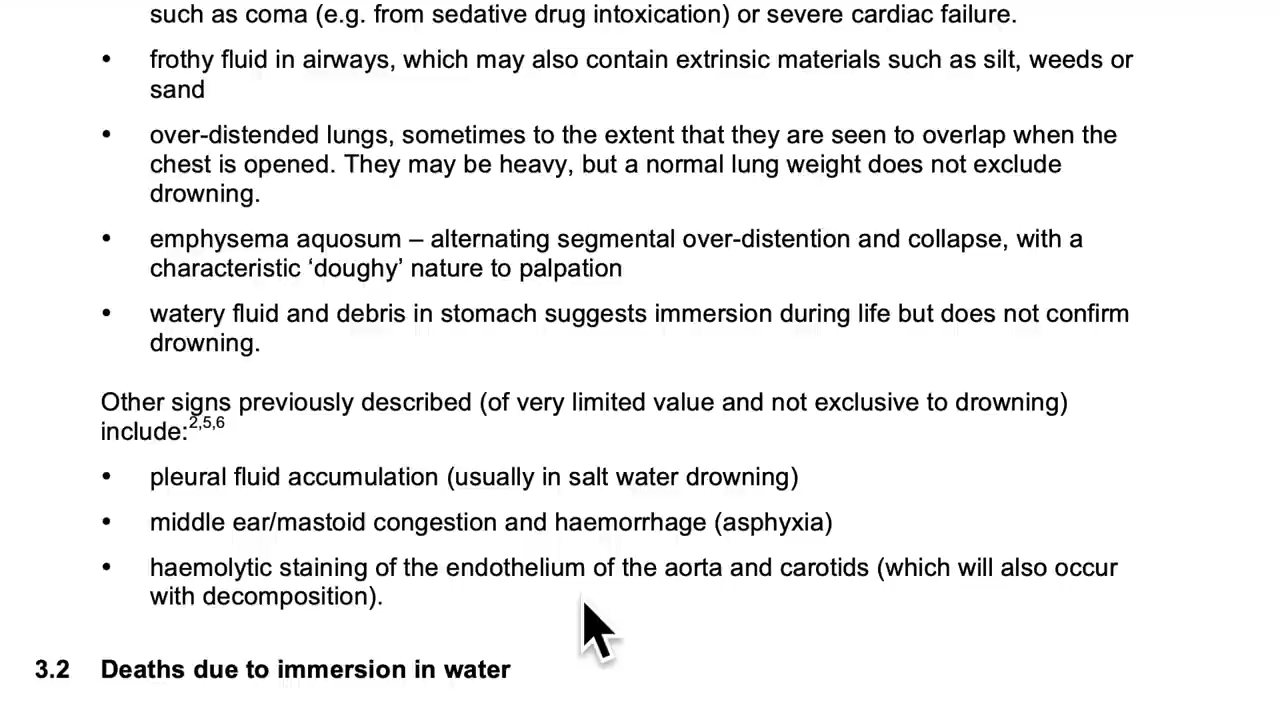 such as coma (e.g. from sedative drug intoxication) or severe cardiac failure.
• frothy fluid in airways, which may also contain extrinsic materials such as silt, weeds or
sand
• over-distended lungs, sometimes to the extent that they are seen to overlap when the
chest is opened. They may be heavy, but a normal lung weight does not exclude
drowning.
• emphysema aquosum – alternating segmental over-distention and collapse, with a
characteristic ‘doughy’ nature to palpation
• watery fluid and debris in stomach suggests immersion during life but does not confirm
drowning.
Other signs previously described (of very limited value and not exclusive to drowning)
include:2,5,6
• pleural fluid accumulation (usually in salt water drowning)
• middle ear/mastoid congestion and haemorrhage (asphyxia)
• haemolytic staining of the endothelium of the aorta and carotids (which will also occur
with decomposition).
3.2 Deaths due to immersion in water